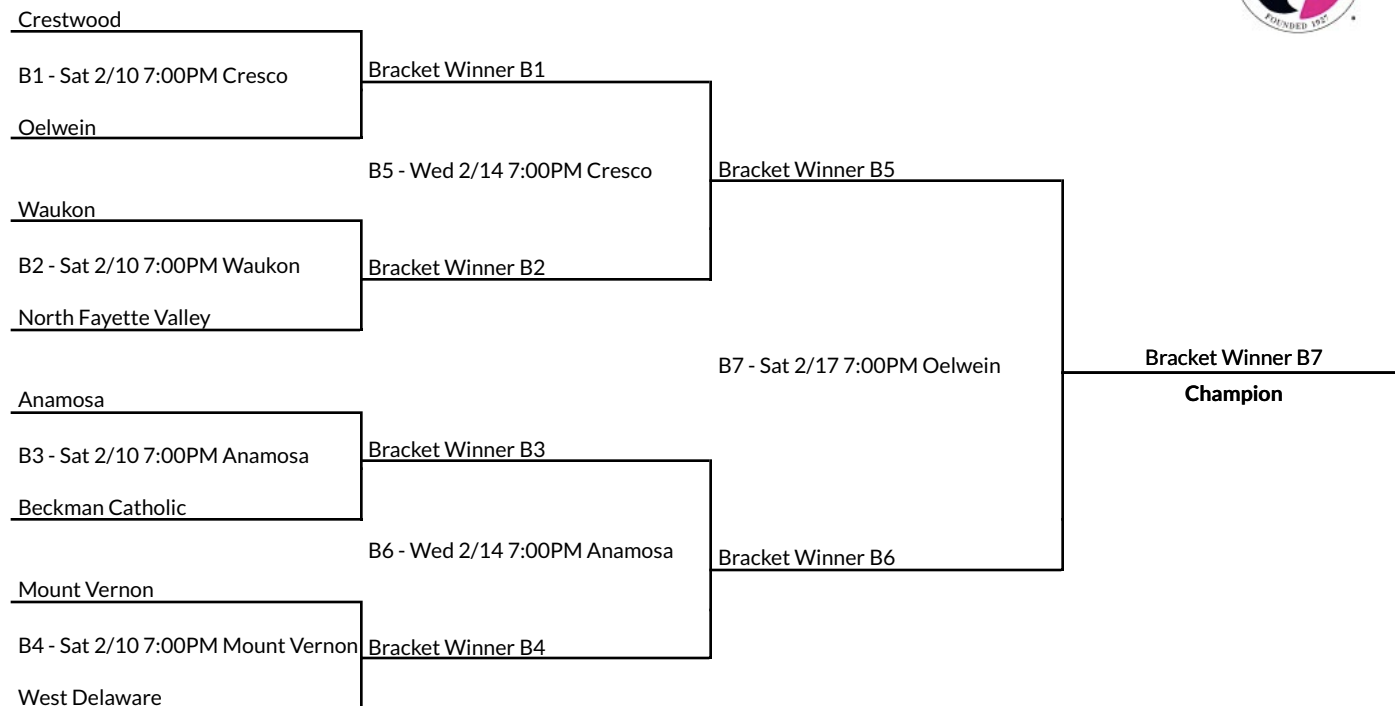 FOUNDED 1927
Crestwood
B1 - Sat 2/10 7:00PM Cresco
Oelwein
Bracket Winner B1
B5 - Wed 2/14 7:00PM Cresco
Bracket Winner B5
Waukon
B2 - Sat 2/10 7:00PM Waukon
North Fayette Valley
Bracket Winner B2
B7 - Sat 2/17 7:00PM Oelwein
Bracket Winner B7
Champion
Anamosa
B3 - Sat 2/10 7:00PM Anamosa
Beckman Catholic
Bracket Winner B3
B6 - Wed 2/14 7:00PM Anamosa
Bracket Winner B6
Mount Vernon
B4 - Sat 2/10 7:00PM Mount Vernon
West Delaware
Bracket Winner B4